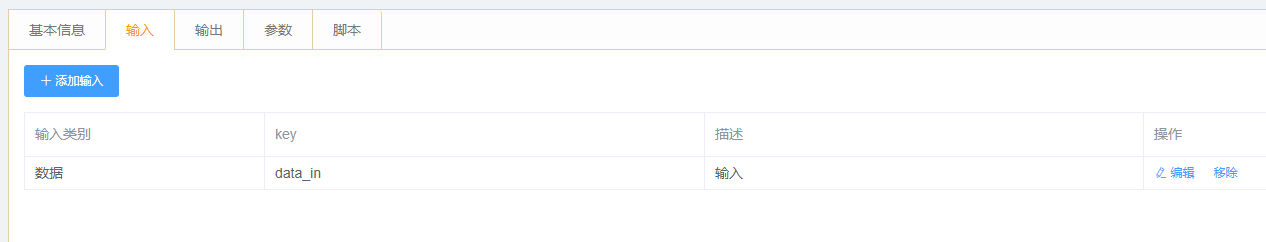 基本信息 输入 输出 参数 脚本
添加输入
输入类别 key 描述 操作
数据 data_in 输入 编辑 移除